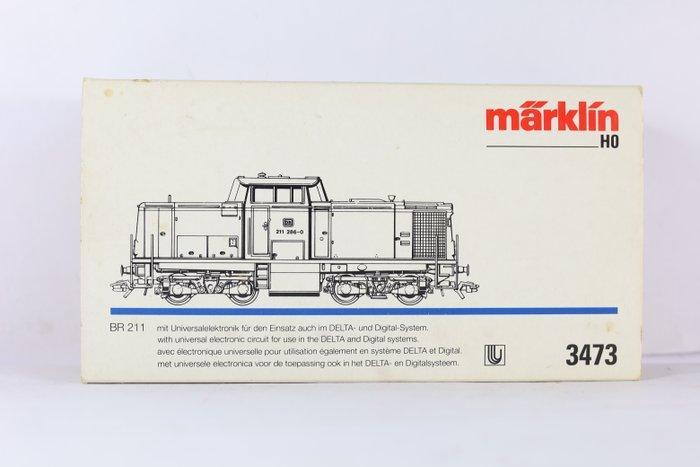 märklin
H0
DB
211 286-0
BR 211
mit Universalelektronik für den Einsatz auch im DELTA- und Digital-System.
with universal electronic circuit for use in the DELTA and Digital systems.
avec électronique universelle pour utilisation également en système DELTA et Digital.
met universele electronica voor de toepassing ook in het DELTA- en Digitalsysteem.
U
3473